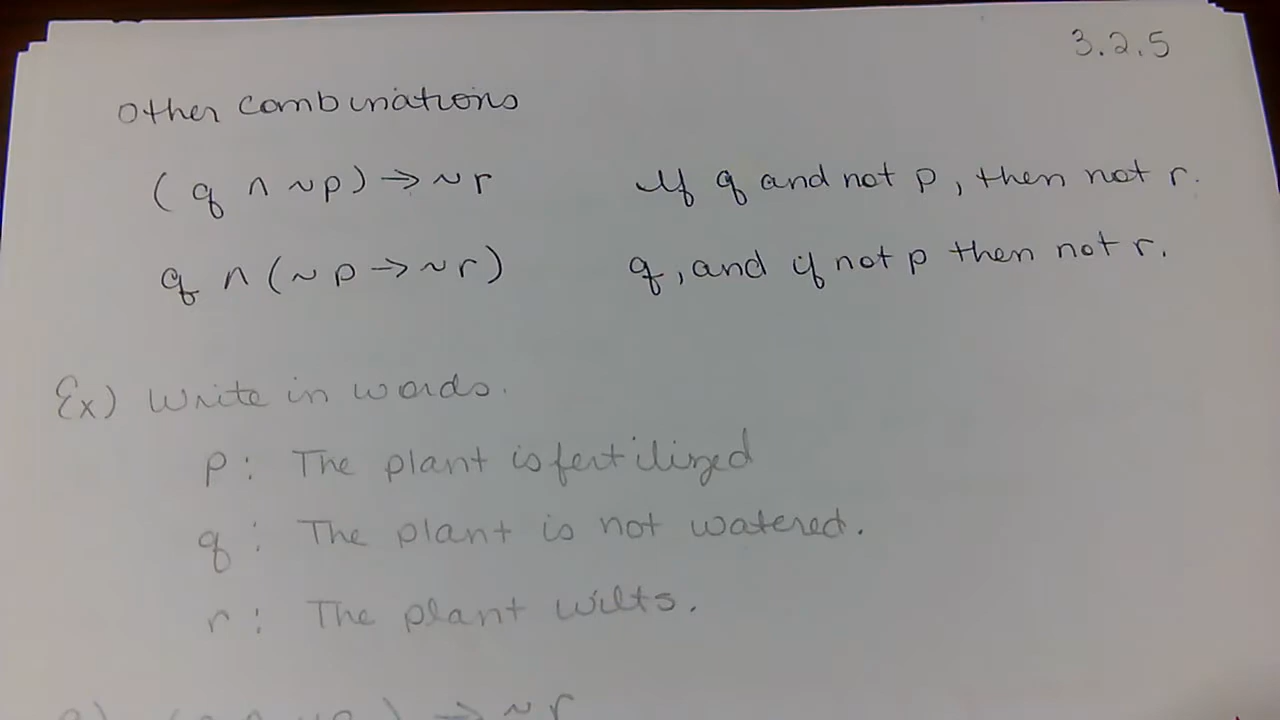 3.2.5
Other combinations
(q ∧ ~p) → ~r If q and not p, then not r.
q ∧ (~p → ~r) q, and if not p then not r.
Ex) Write in words.
p: The plant is fertilized
q: The plant is not watered.
r: The plant wilts.
→ ~r